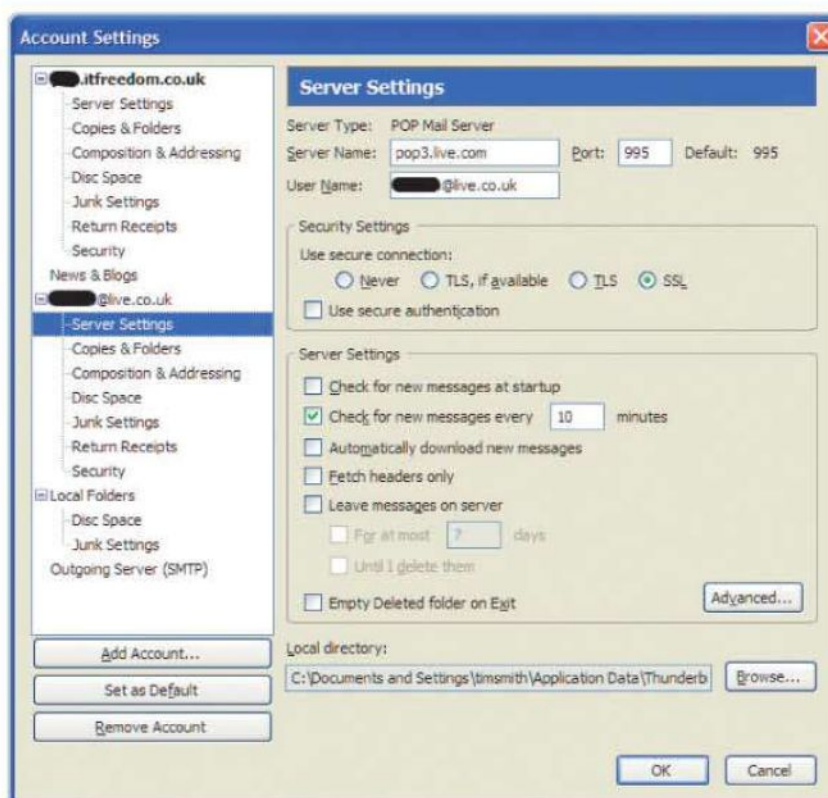 Account Settings
.itfreedom.co.uk
Server Settings
Copies & Folders
Composition & Addressing
Disc Space
Junk Settings
Return Receipts
Security
News & Blogs
@live.co.uk
Server Settings
Copies & Folders
Composition & Addressing
Disc Space
Junk Settings
Return Receipts
Security
Local Folders
Disc Space
Junk Settings
Outgoing Server (SMTP)
Add Account...
Set as Default
Remove Account
Server Settings
Server Type: POP Mail Server
Server Name: pop3.live.com Port: 995 Default: 995
User Name: @live.co.uk
Security Settings
Use secure connection:
Never TLS, if available TLS SSL
Use secure authentication
Server Settings
Check for new messages at startup
Check for new messages every 10 minutes
Automatically download new messages
Fetch headers only
Leave messages on server
For at most days
Until I delete them
Empty Deleted folder on Exit
Advanced...
Local directory:
C:\Documents and Settings\timsmith\Application Data\Thunderb Browse...
OK Cancel